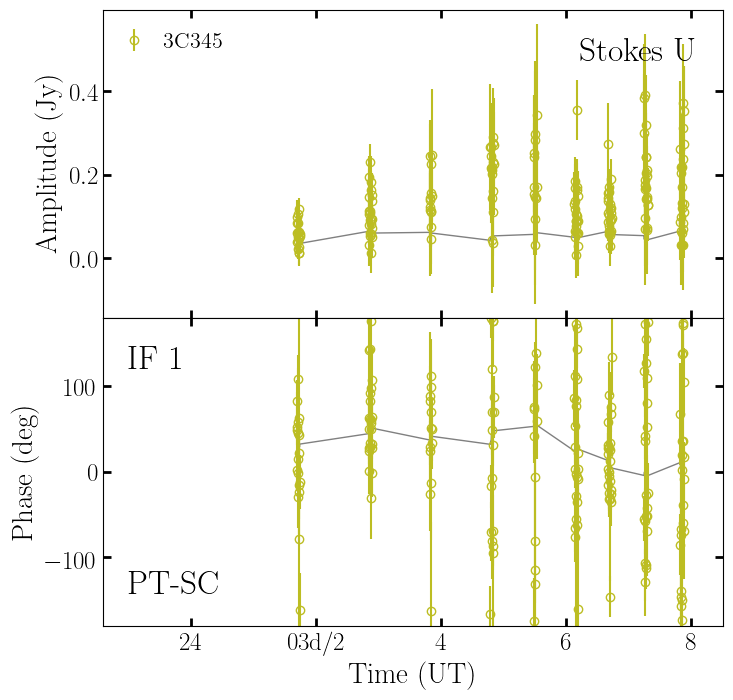 3C345
Stokes U
Amplitude (Jy)
0.4
0.2
0.0
IF 1
PT-SC
Phase (deg)
100
0
−100
24
03d/2
4
6
8
Time (UT)